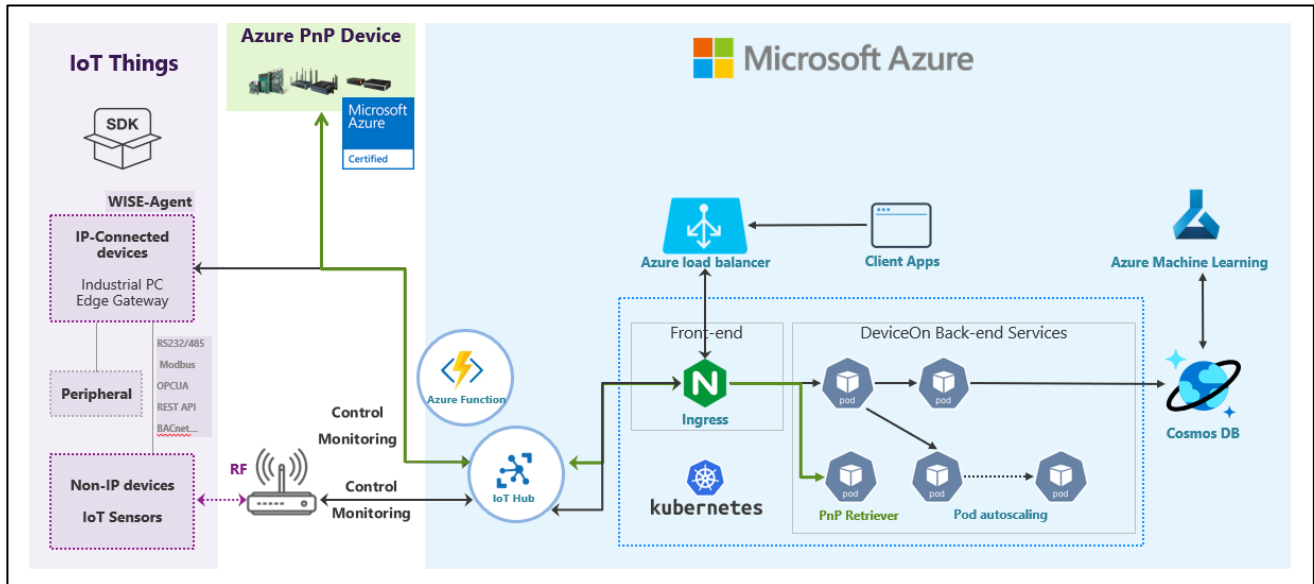 IoT Things
SDK
WISE-Agent
IP-Connected
devices
Industrial PC
Edge Gateway
RS232/485
Modbus
OPCUA
REST API
BACnet...
Peripheral
Non-IP devices
IoT Sensors
RF
Azure PnP Device
Microsoft
Azure
Certified
Control
Monitoring
Control
Monitoring
Microsoft Azure
Azure Function
IoT Hub
Azure load balancer
Client Apps
Azure Machine Learning
Front-end
Ingress
kubernetes
DeviceOn Back-end Services
pod
pod
pod
pod
pod
PnP Retriever
Pod autoscaling
Cosmos DB